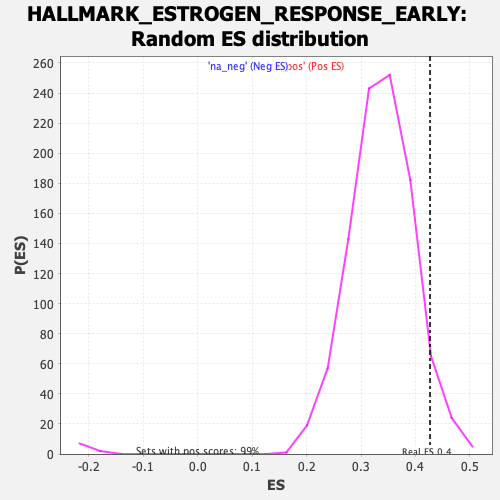 HALLMARK_ESTROGEN_RESPONSE_EARLY:
Random ES distribution
'na_neg' (Neg ES) pos' (Pos ES)
260
240
220
200
180
160
140
120
100
80
60
40
20
0
P(ES)
Sets with pos scores: 99%
Real ES 0.4
-0.2 -0.1 0.0 0.1 0.2 0.3 0.4 0.5
ES